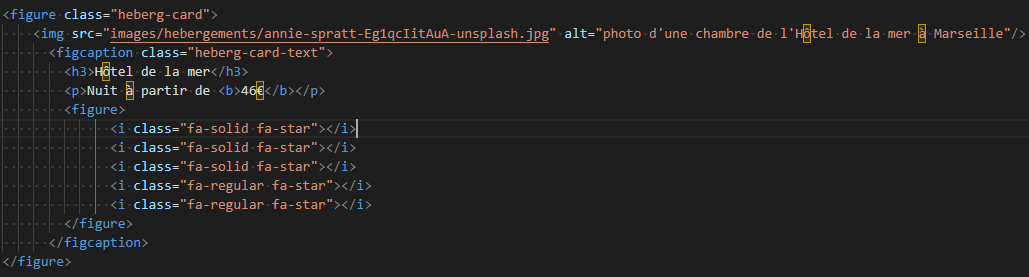 <figure class="heberg-card">
<img src="images/hebergements/annie-spratt-Eg1qcIitAuA-unsplash.jpg" alt="photo d'une chambre de l'Hôtel de la mer à Marseille"/>
<figcaption class="heberg-card-text">
<h3>Hôtel de la mer</h3>
<p>Nuit à partir de <b>46€</b></p>
<figure>
<i class="fa-solid fa-star"></i>
<i class="fa-solid fa-star"></i>
<i class="fa-solid fa-star"></i>
<i class="fa-regular fa-star"></i>
<i class="fa-regular fa-star"></i>
</figure>
</figcaption>
</figure>